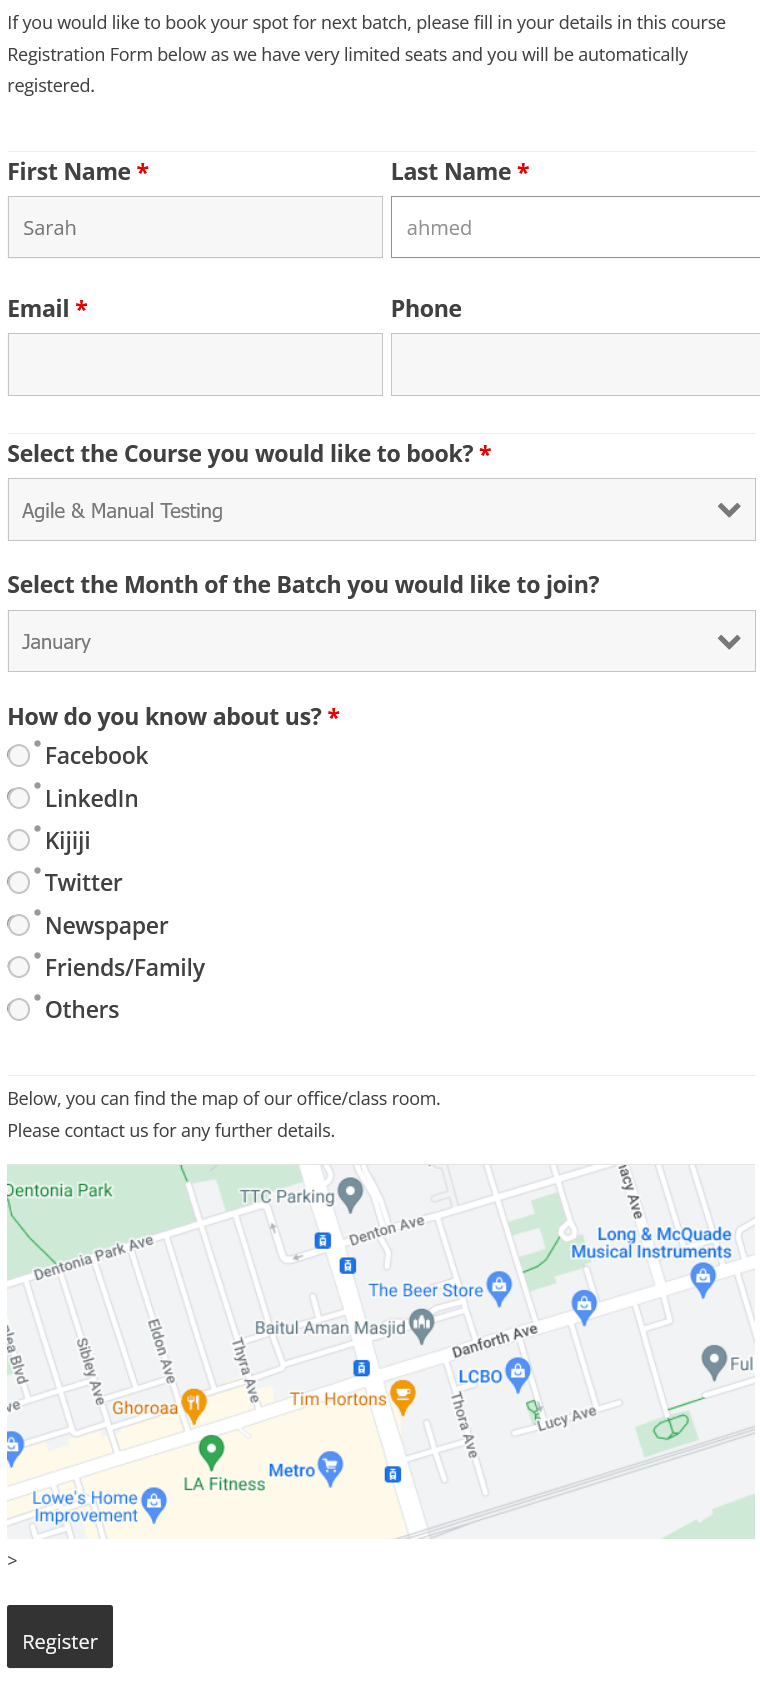 If you would like to book your spot for next batch, please fill in your details in this course
Registration Form below as we have very limited seats and you will be automatically
registered.
First Name * Last Name *
Sarah ahmed
Email * Phone
Select the Course you would like to book? *
Agile & Manual Testing
Select the Month of the Batch you would like to join?
January
How do you know about us? *
Facebook
LinkedIn
Kijiji
Twitter
Newspaper
Friends/Family
Others
Below, you can find the map of our office/class room.
Please contact us for any further details.
Dentonia Park
TTC Parking
Denton Ave
Dentonia Park Ave
Long & McQuade
Musical Instruments
The Beer Store
Baitul Aman Masjid
Danforth Ave
Sibley Ave
Eldon Ave
Thyra Ave
LCBO
Tim Hortons
Ghoroaa
Thora Ave
Lucy Ave
LA Fitness
Metro
Lowe's Home
Improvement
>
Register